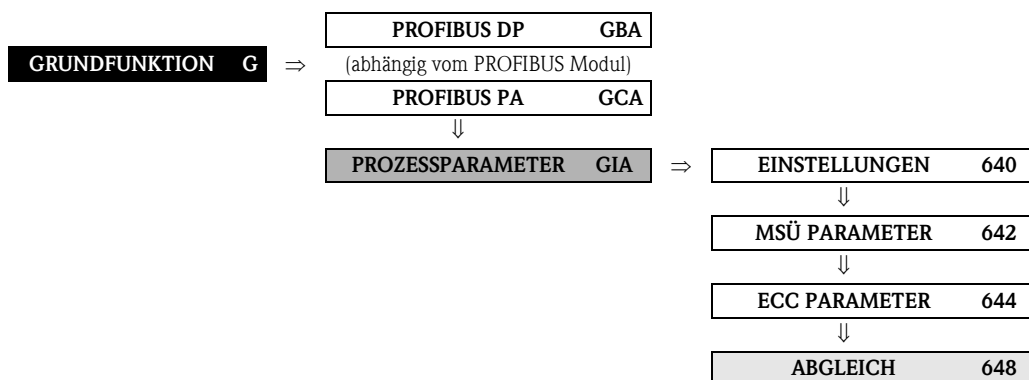 PROFIBUS DP GBA
GRUNDFUNKTION G ⇒ (abhängig vom PROFIBUS Modul)
PROFIBUS PA GCA
⇓
PROZESSPARAMETER GIA ⇒ EINSTELLUNGEN 640
⇓
MSÜ PARAMETER 642
⇓
ECC PARAMETER 644
⇓
ABGLEICH 648